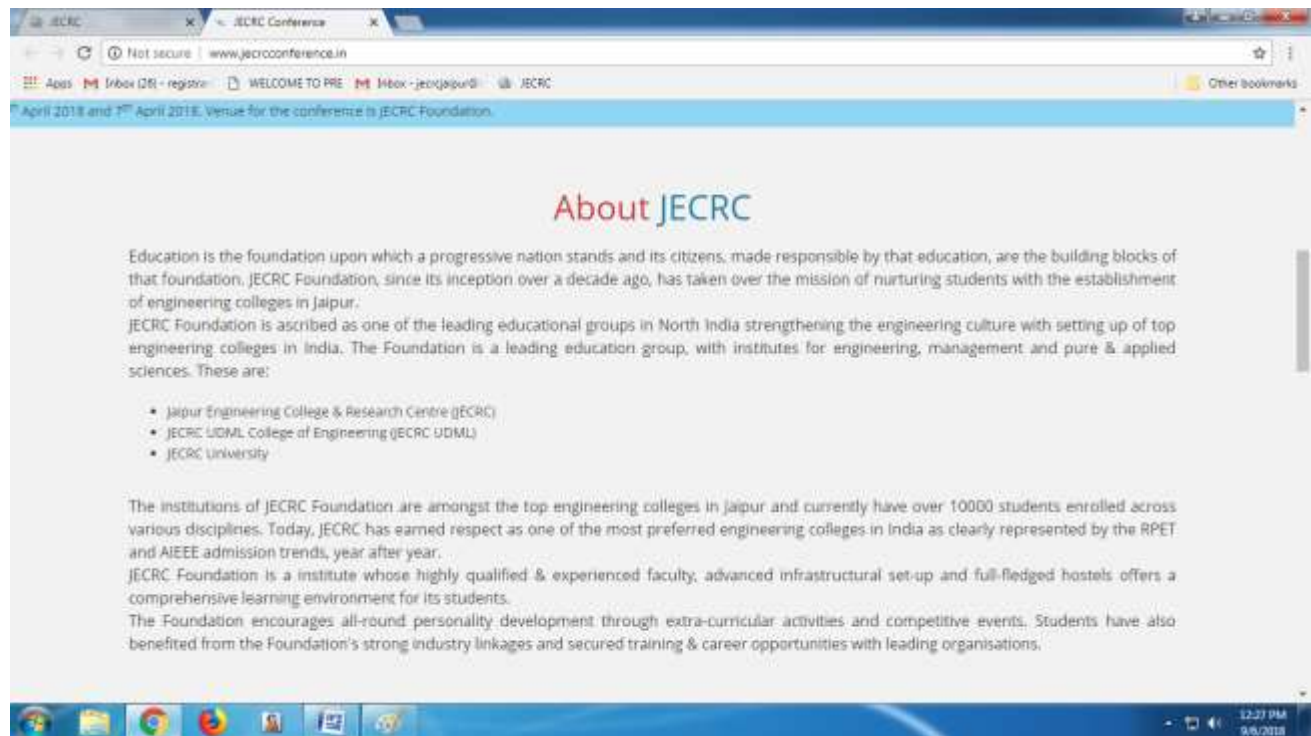 JECRC
JECRC Conference
Not secure | www.jecrcconference.in
Apps Inbox (26) - registra WELCOME TO PRE Inbox - jecrcjaipur@ JECRC Other bookmarks
April 2018 and 7th April 2018. Venue for the conference is JECRC Foundation.
About JECRC
Education is the foundation upon which a progressive nation stands and its citizens, made responsible by that education, are the building blocks of
that foundation. JECRC Foundation, since its inception over a decade ago, has taken over the mission of nurturing students with the establishment
of engineering colleges in Jaipur.
JECRC Foundation is ascribed as one of the leading educational groups in North India strengthening the engineering culture with setting up of top
engineering colleges in India. The Foundation is a leading education group, with institutes for engineering, management and pure & applied
sciences. These are:
• Jaipur Engineering College & Research Centre (JECRC)
• JECRC UDML College of Engineering (JECRC UDML)
• JECRC University
The institutions of JECRC Foundation are amongst the top engineering colleges in Jaipur and currently have over 10000 students enrolled across
various disciplines. Today, JECRC has earned respect as one of the most preferred engineering colleges in India as clearly represented by the RPET
and AIEEE admission trends, year after year.
JECRC Foundation is a institute whose highly qualified & experienced faculty, advanced infrastructural set-up and full-fledged hostels offers a
comprehensive learning environment for its students.
The Foundation encourages all-round personality development through extra-curricular activities and competitive events. Students have also
benefited from the Foundation's strong industry linkages and secured training & career opportunities with leading organisations.
12:27 PM
9/6/2018